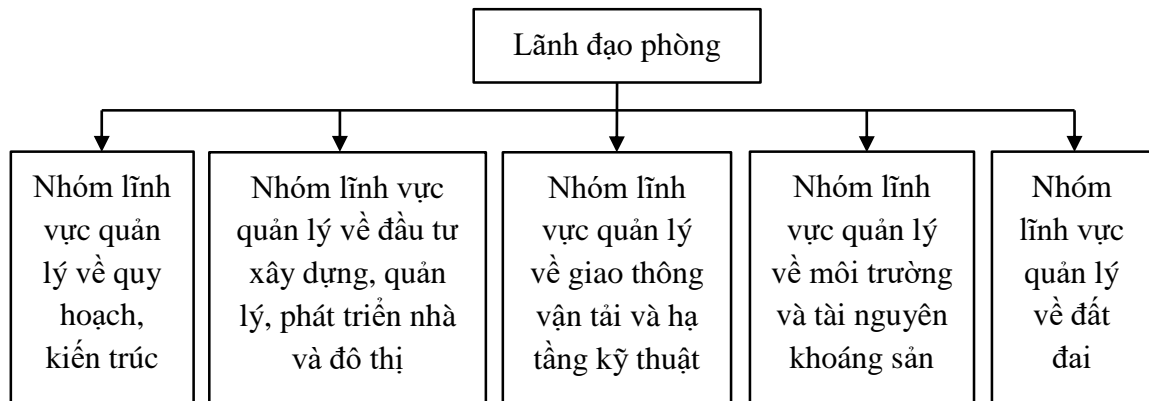 Lãnh đạo phòng
Nhóm lĩnh
vực quản
lý về quy
hoạch,
kiến trúc
Nhóm lĩnh vực
quản lý về đầu tư
xây dựng, quản
lý, phát triển nhà
và đô thị
Nhóm lĩnh
vực quản lý
về giao thông
vận tải và hạ
tầng kỹ thuật
Nhóm lĩnh
vực quản lý
về môi trường
và tài nguyên
khoáng sản
Nhóm
lĩnh vực
quản lý
về đất
đai